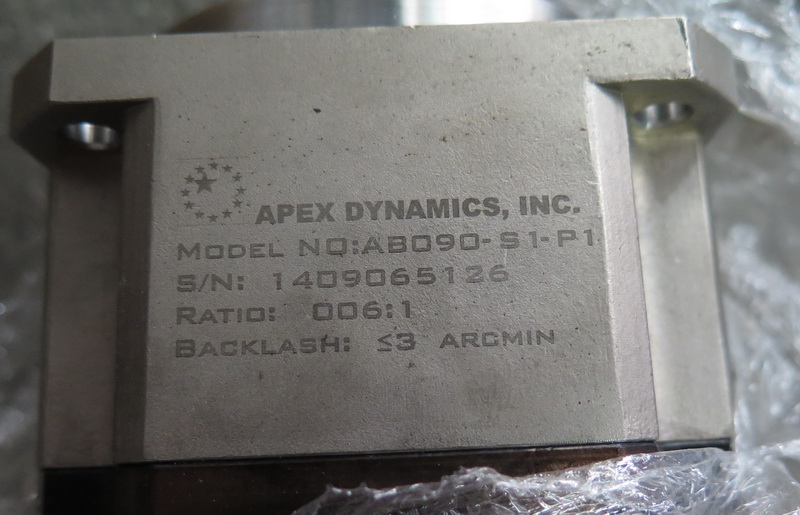 APEX DYNAMICS, INC.
MODEL NO:AB090-S1-P1
S/N: 1409065126
RATIO: 006:1
BACKLASH: ≤3 ARCMIN